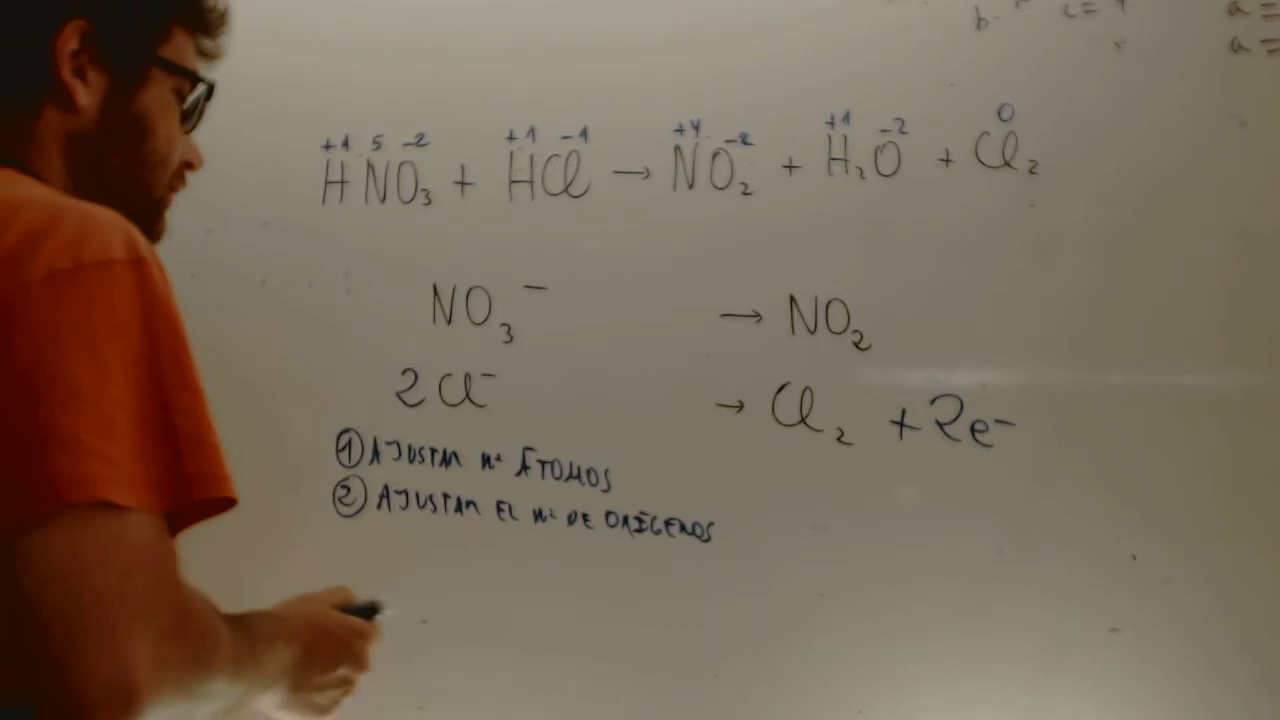 b. c = 4 a =
a =
+1 5 -2 +1 -1 +4 -2 +1 -2 0
HNO3 + HCl → NO2 + H2O + Cl2
NO3⁻ → NO2
2Cl⁻ → Cl2 + 2e⁻
① AJUSTAR Nº ÁTOMOS
② AJUSTAR EL Nº DE OXÍGENOS